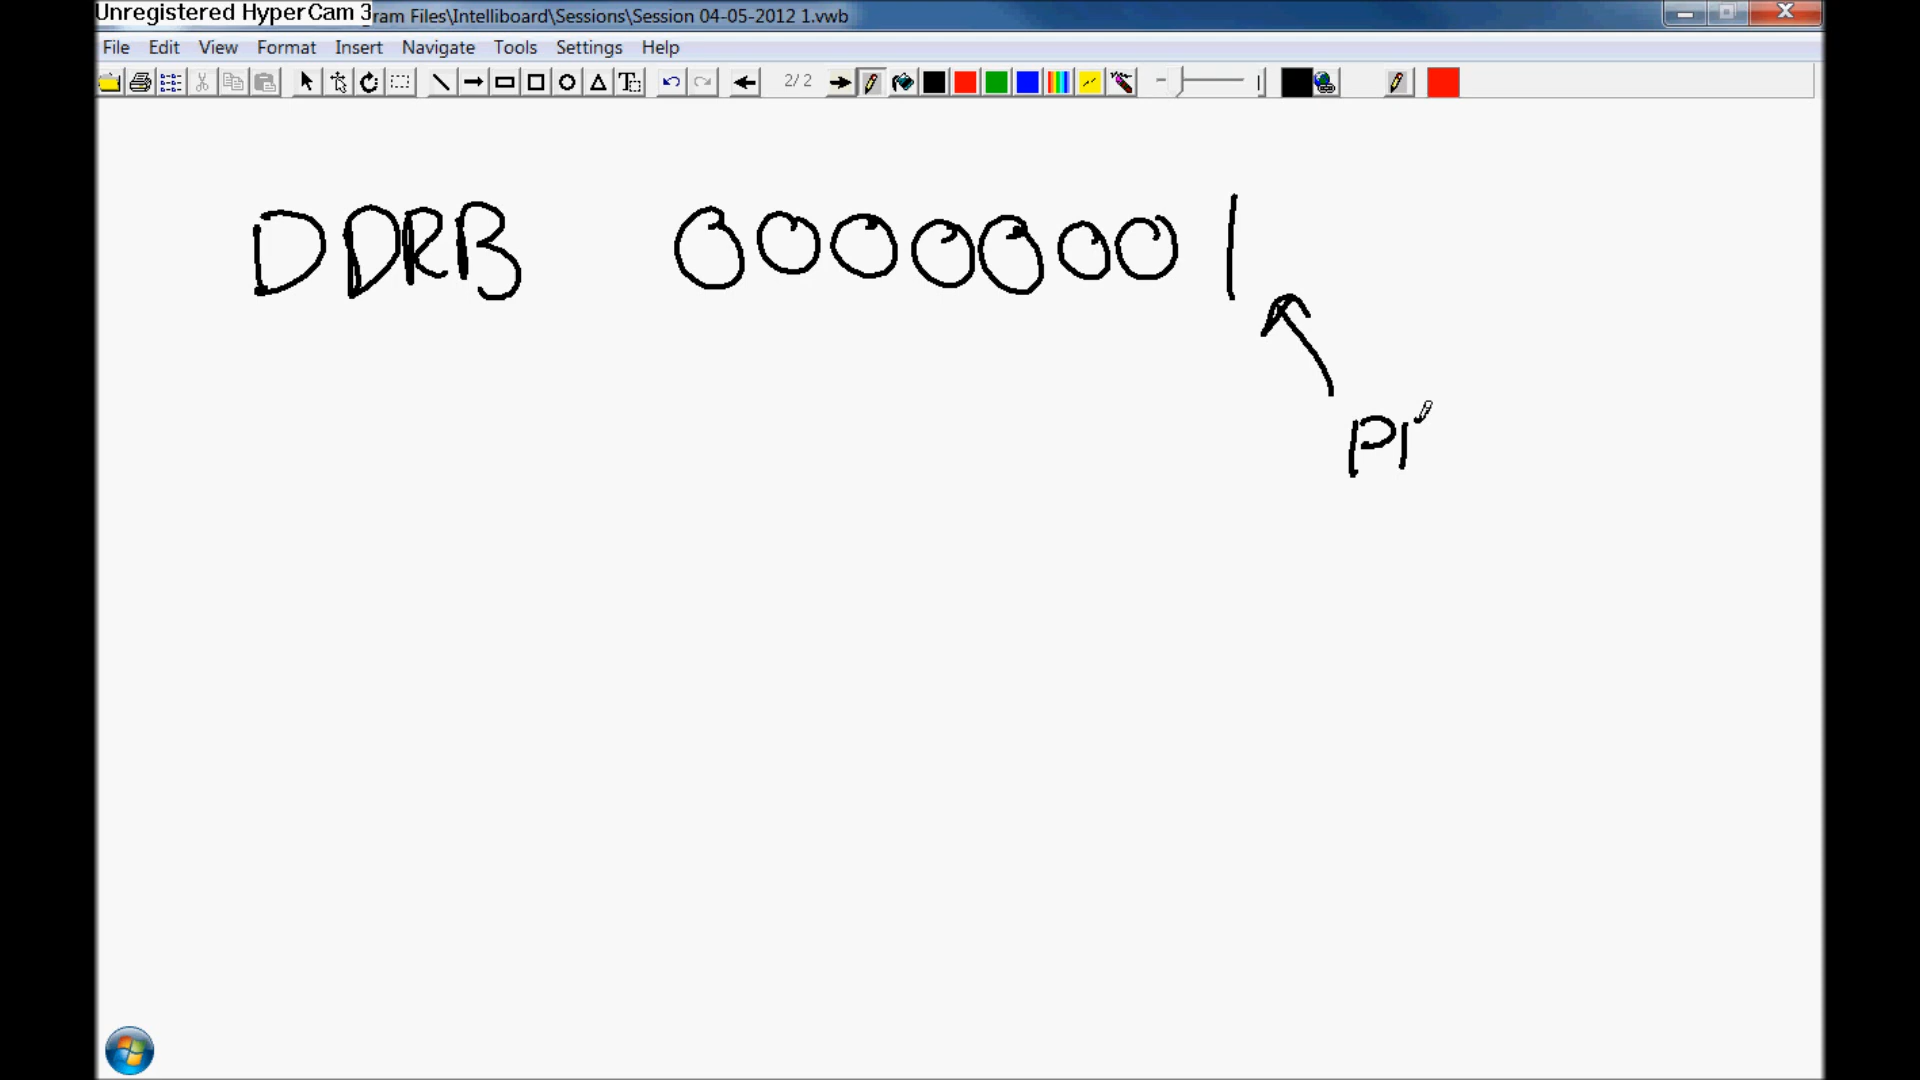 Unregistered HyperCam 3
ram Files\Intelliboard\Sessions\Session 04-05-2012 1.vwb
File Edit View Format Insert Navigate Tools Settings Help
2/2
DDRB 00000001
PI